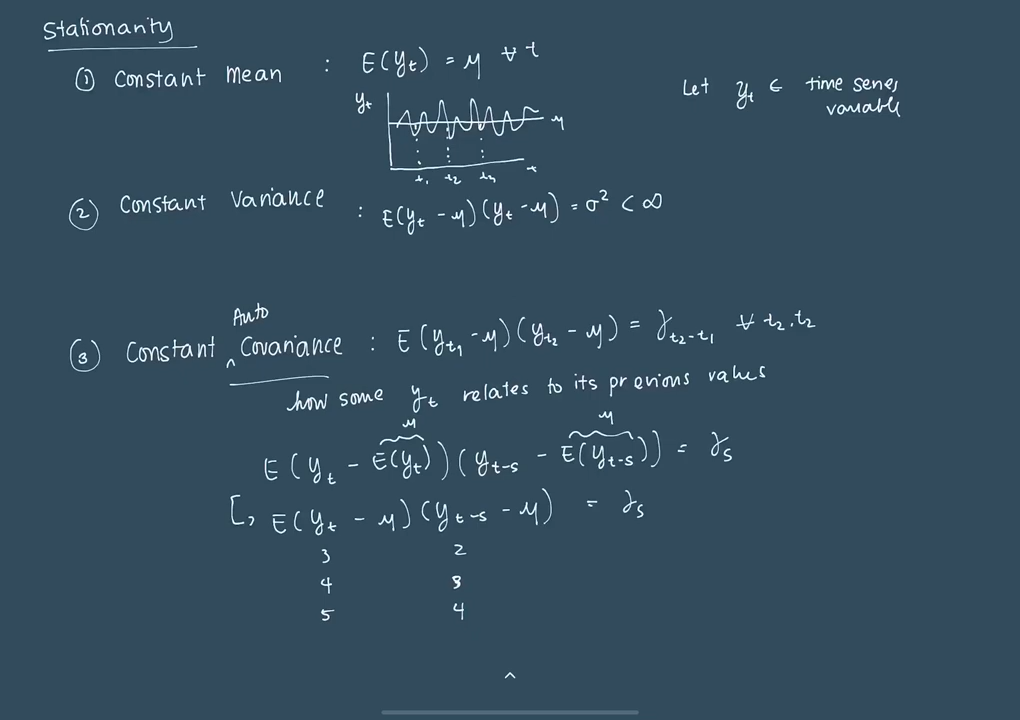 Stationarity
① Constant mean : E(yt) = μ ∀ t
Let yt ∈ time series variable
yt
μ
t1 t2 t3 t
② Constant Variance : E(yt - μ)(yt - μ) = σ² < ∞
Auto
③ Constant ^ Covariance : E(yt1 - μ)(yt2 - μ) = γt2-t1 ∀ t2, t2
how some yt relates to its previous values
μ μ
E(yt - E(yt))(yt-s - E(yt-s)) = γs
E(yt - μ)(yt-s - μ) = γs
3 2
4 3
5 4